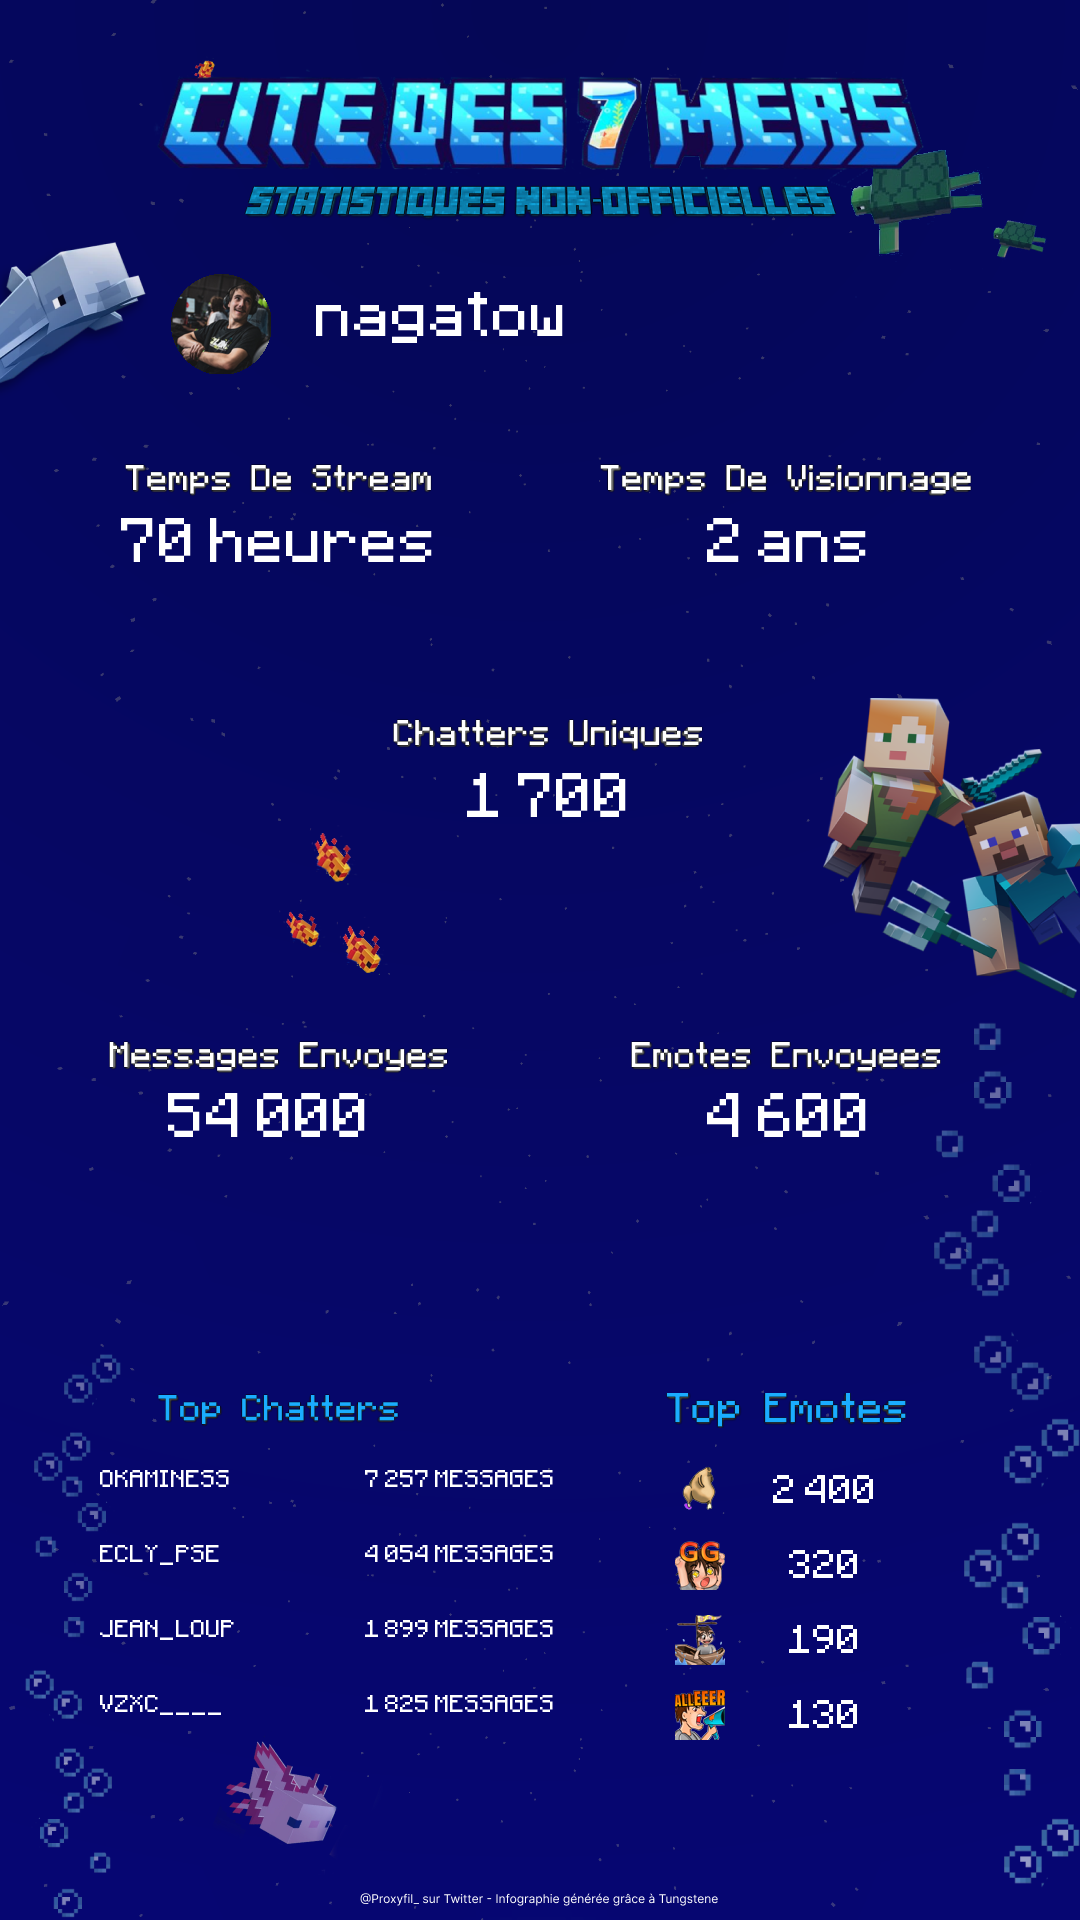 CITE DES 7 MERS
STATISTIQUES NON-OFFICIELLES
nagatow
Temps De Stream
70 heures
Temps De Visionnage
2 ans
Chatters Uniques
1 700
Messages Envoyes
54 000
Emotes Envoyees
4 600
Top Chatters
OKAMINESS 7 257 MESSAGES
ECLY_PSE 4 054 MESSAGES
JEAN_LOUP 1 899 MESSAGES
VZXC____ 1 825 MESSAGES
Top Emotes
2 400
GG 320
190
ALLEEER 130
@Proxyfil_ sur Twitter - Infographie générée grâce à Tungstene